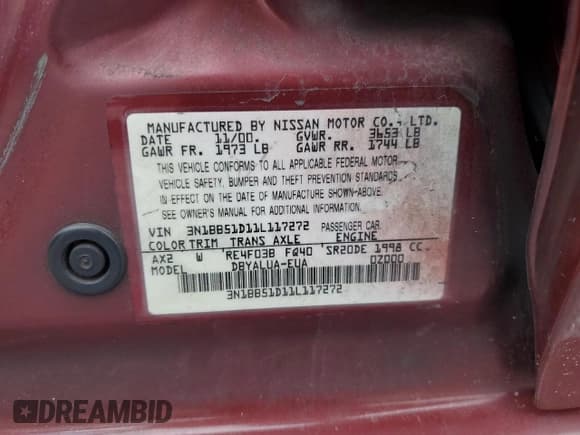 MANUFACTURED BY NISSAN MOTOR CO., LTD.
DATE 11/00 GVWR. 3653 LB
GAWR FR. 1973 LB GAWR RR. 1744 LB
THIS VEHICLE CONFORMS TO ALL APPLICABLE FEDERAL MOTOR
VEHICLE SAFETY, BUMPER AND THEFT PREVENTION STANDARDS
IN EFFECT ON THE DATE OF MANUFACTURE SHOWN-ABOVE.
SEE OWNER'S MANUAL FOR ADDITIONAL INFORMATION.
VIN 3N1BB51D11L117272 PASSENGER CAR
COLOR TRIM TRANS AXLE ENGINE
AX2 W RE4F03B FQ40 SR20DE 1998 CC
MODEL DBYALUA-EUA 0Z000
3N1BB51D11L117272
DREAMBID